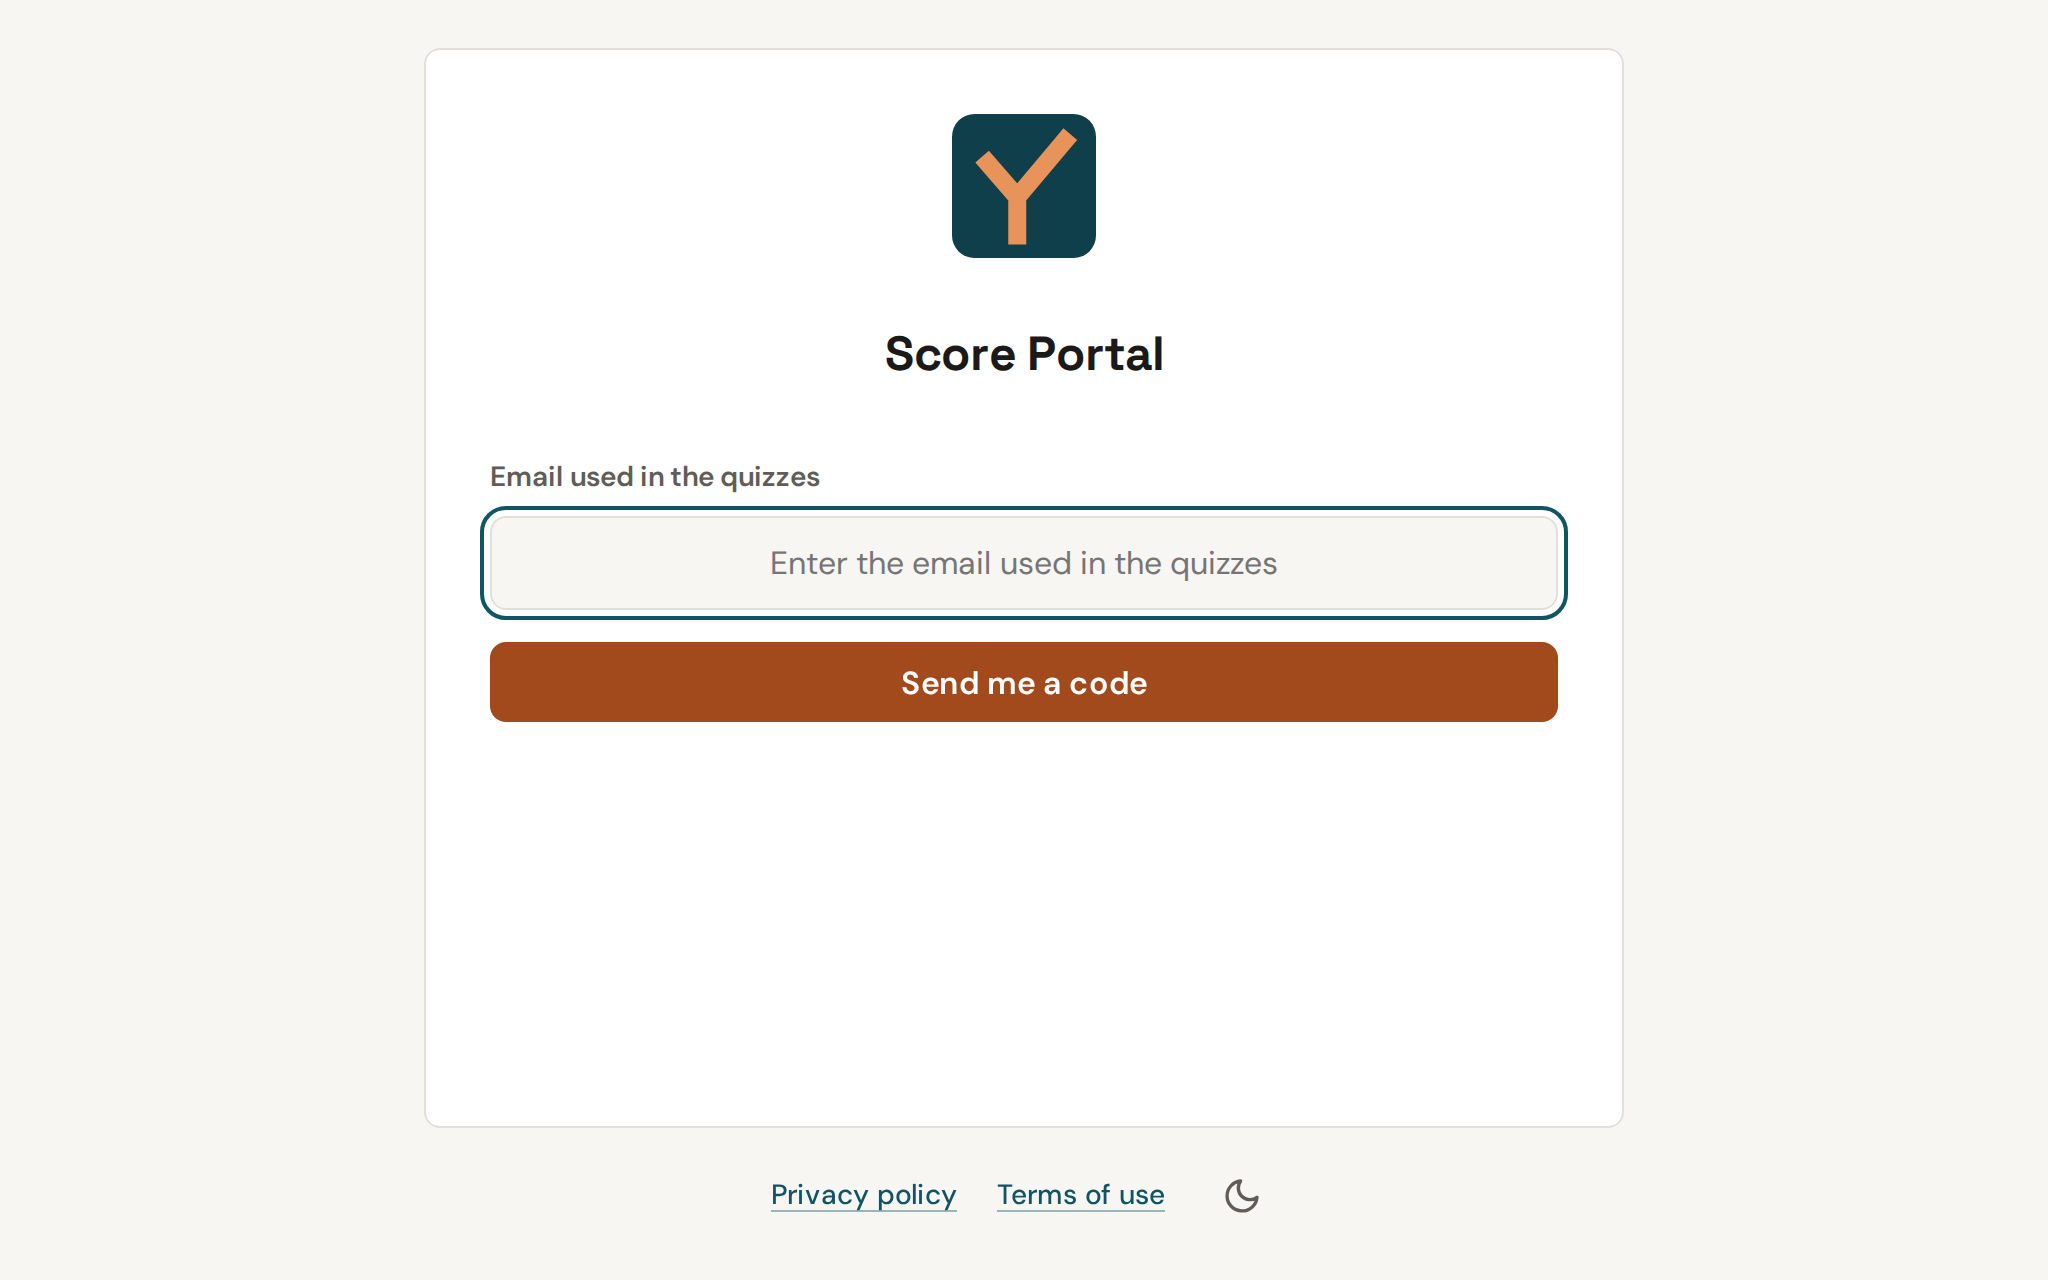 Y
Score Portal
Email used in the quizzes
Enter the email used in the quizzes
Send me a code
Privacy policy Terms of use